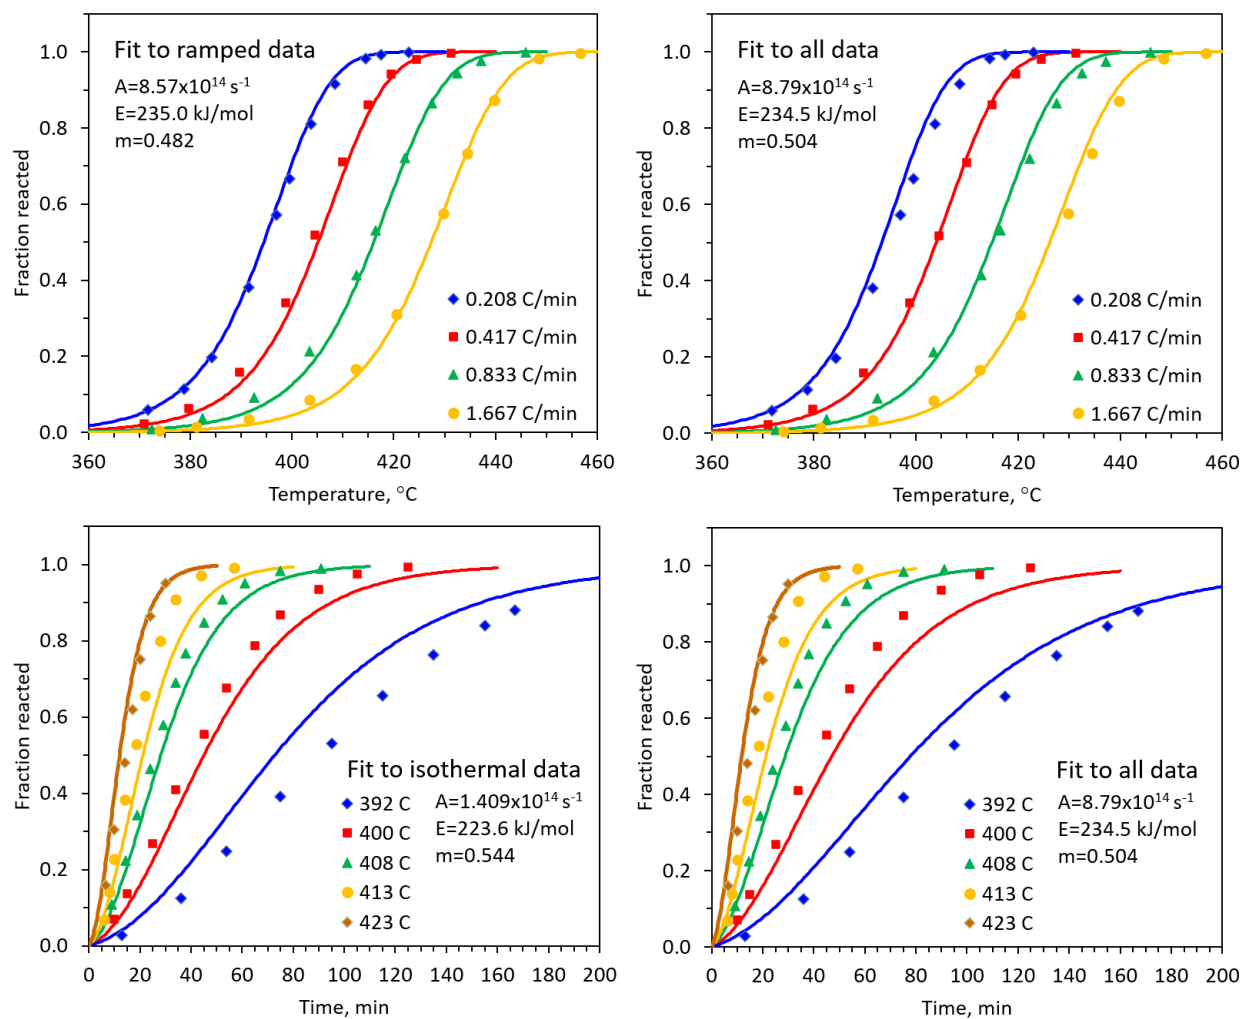 Fit to ramped data
A=8.57x10¹⁴ s⁻¹
E=235.0 kJ/mol
m=0.482
Fraction reacted
1.0
0.8
0.6
0.4
0.2
0.0
0.208 C/min
0.417 C/min
0.833 C/min
1.667 C/min
360 380 400 420 440 460
Temperature, °C
Fit to all data
A=8.79x10¹⁴ s⁻¹
E=234.5 kJ/mol
m=0.504
Fraction reacted
1.0
0.8
0.6
0.4
0.2
0.0
0.208 C/min
0.417 C/min
0.833 C/min
1.667 C/min
360 380 400 420 440 460
Temperature, °C
Fraction reacted
1.0
0.8
0.6
0.4
0.2
0.0
Fit to isothermal data
A=1.409x10¹⁴ s⁻¹
E=223.6 kJ/mol
m=0.544
392 C
400 C
408 C
413 C
423 C
0 20 40 60 80 100 120 140 160 180 200
Time, min
Fraction reacted
1.0
0.8
0.6
0.4
0.2
0.0
Fit to all data
A=8.79x10¹⁴ s⁻¹
E=234.5 kJ/mol
m=0.504
392 C
400 C
408 C
413 C
423 C
0 20 40 60 80 100 120 140 160 180 200
Time, min